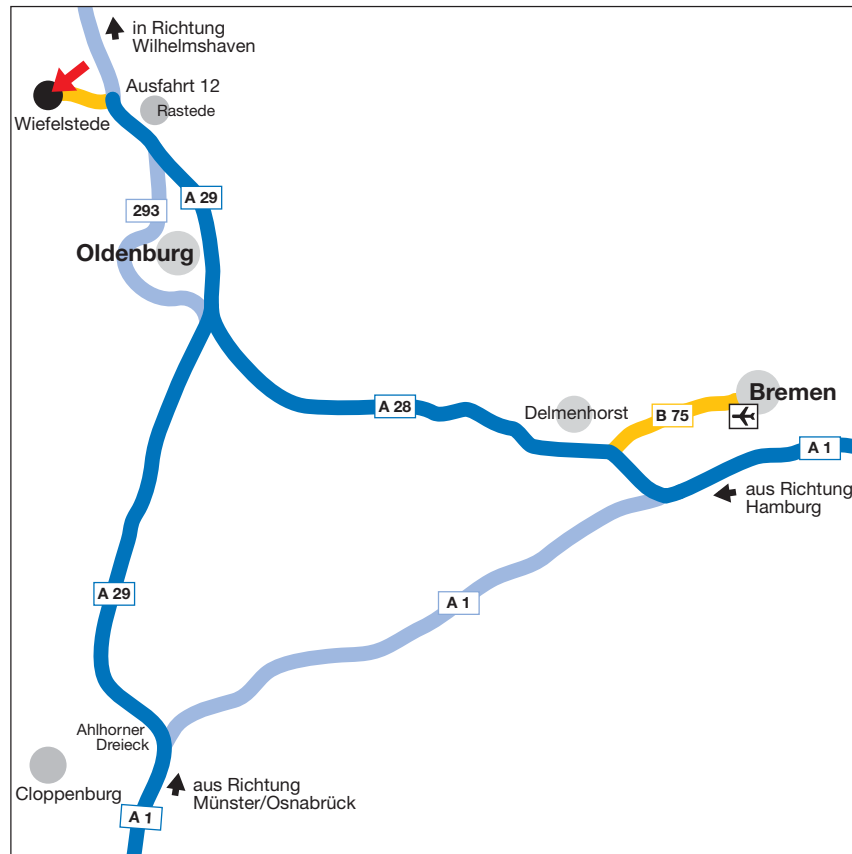 in Richtung
Wilhelmshaven
Ausfahrt 12
Rastede
Wiefelstede
A 29
293
Oldenburg
Bremen
A 28
Delmenhorst
B 75
A 1
aus Richtung
Hamburg
A 29
A 1
Ahlhorner
Dreieck
aus Richtung
Münster/Osnabrück
Cloppenburg
A 1